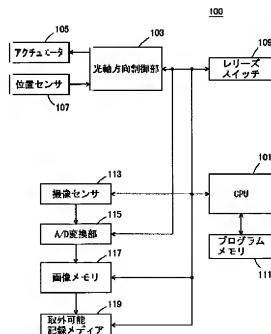 100
105
アクチュエータ
103
光軸方向制御部
109
レリーズ
スイッチ
位置センサ
107
113
撮像センサ
101
CPU
115
A/D変換部
117
画像メモリ
プログラム
メモリ
111
119
取外可能
記録メディア